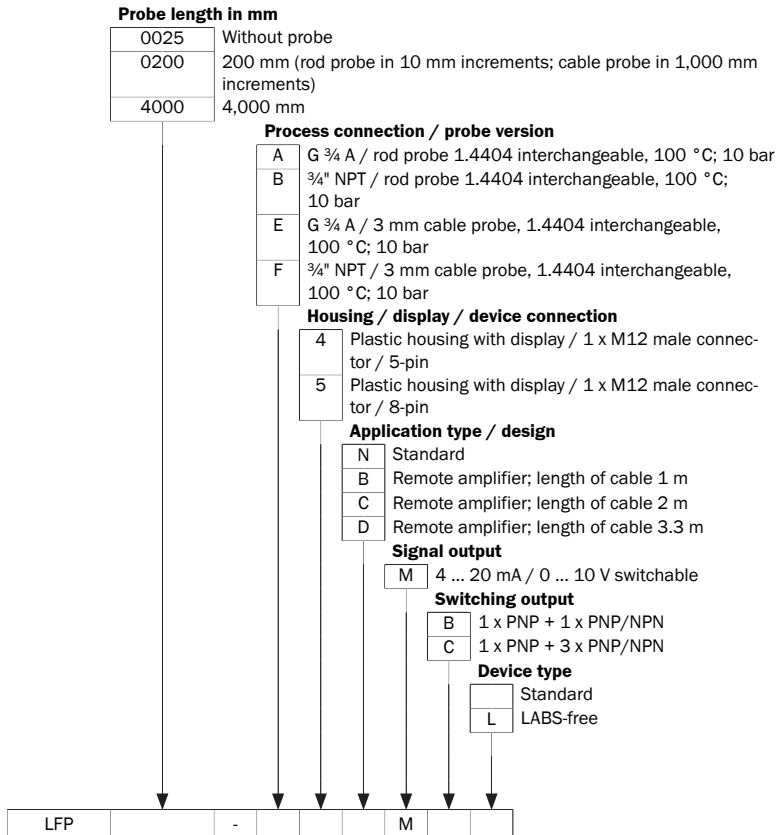 Probe length in mm
0025 Without probe
0200 200 mm (rod probe in 10 mm increments; cable probe in 1,000 mm
increments)
4000 4,000 mm
Process connection / probe version
A G ¾ A / rod probe 1.4404 interchangeable, 100 °C; 10 bar
B ¾" NPT / rod probe 1.4404 interchangeable, 100 °C;
10 bar
E G ¾ A / 3 mm cable probe, 1.4404 interchangeable,
100 °C; 10 bar
F ¾" NPT / 3 mm cable probe, 1.4404 interchangeable,
100 °C; 10 bar
Housing / display / device connection
4 Plastic housing with display / 1 x M12 male connec-
tor / 5-pin
5 Plastic housing with display / 1 x M12 male connec-
tor / 8-pin
Application type / design
N Standard
B Remote amplifier; length of cable 1 m
C Remote amplifier; length of cable 2 m
D Remote amplifier; length of cable 3.3 m
Signal output
M 4 ... 20 mA / 0 ... 10 V switchable
Switching output
B 1 x PNP + 1 x PNP/NPN
C 1 x PNP + 3 x PNP/NPN
Device type
Standard
L LABS-free
LFP - M